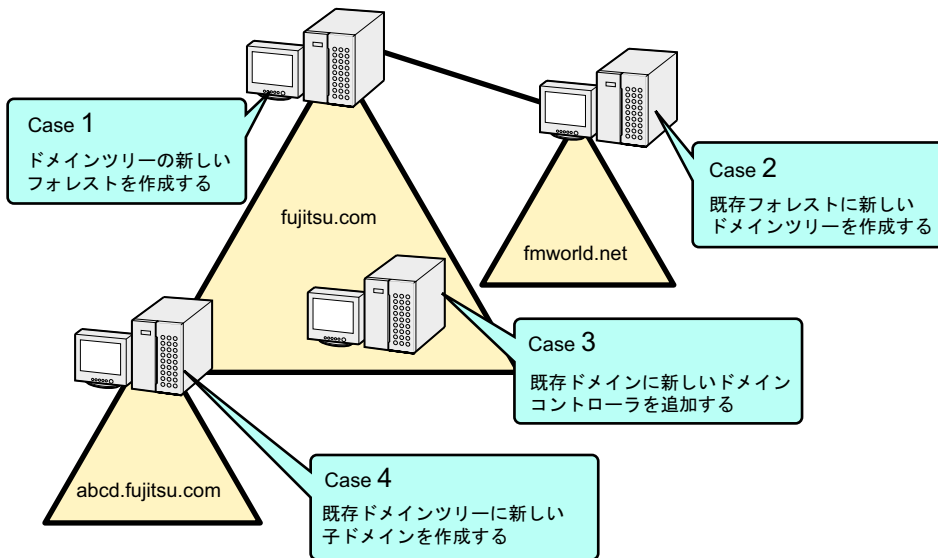 Case 1
ドメインツリーの新しい
フォレストを作成する
fujitsu.com
Case 2
既存フォレストに新しい
ドメインツリーを作成する
fmworld.net
Case 3
既存ドメインに新しいドメイン
コントローラを追加する
abcd.fujitsu.com
Case 4
既存ドメインツリーに新しい
子ドメインを作成する